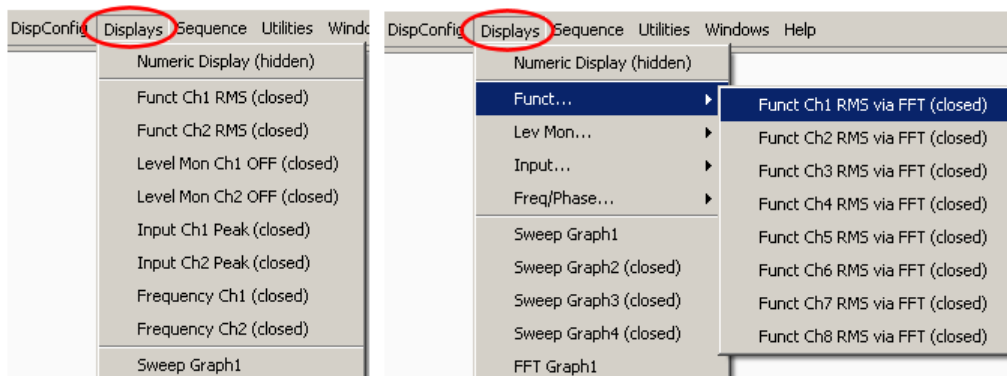 DispConfig Displays Sequence Utilities
Numeric Display (hidden)
Funct Ch1 RMS (closed)
Funct Ch2 RMS (closed)
Level Mon Ch1 OFF (closed)
Level Mon Ch2 OFF (closed)
Input Ch1 Peak (closed)
Input Ch2 Peak (closed)
Frequency Ch1 (closed)
Frequency Ch2 (closed)
Sweep Graph1
DispConfig Displays Sequence Utilities Windows Help
Numeric Display (hidden)
Funct...
Lev Mon...
Input...
Freq/Phase...
Sweep Graph1
Sweep Graph2 (closed)
Sweep Graph3 (closed)
Sweep Graph4 (closed)
FFT Graph1
Funct Ch1 RMS via FFT (closed)
Funct Ch2 RMS via FFT (closed)
Funct Ch3 RMS via FFT (closed)
Funct Ch4 RMS via FFT (closed)
Funct Ch5 RMS via FFT (closed)
Funct Ch6 RMS via FFT (closed)
Funct Ch7 RMS via FFT (closed)
Funct Ch8 RMS via FFT (closed)